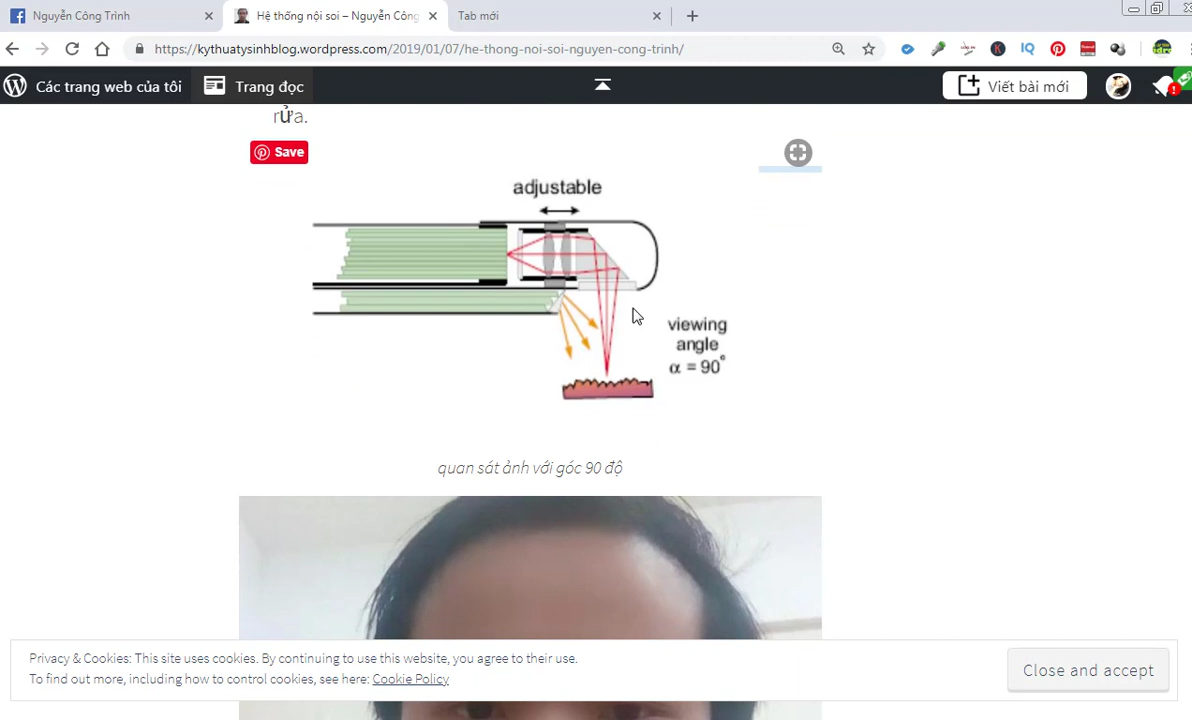 Nguyễn Công Trình
Hệ thống nội soi – Nguyễn Công
Tab mới
https://kythuatysinhblog.wordpress.com/2019/01/07/he-thong-noi-soi-nguyen-cong-trinh/
IQ
Các trang web của tôi
Trang đọc
Viết bài mới
rửa.
Save
adjustable
viewing
angle
α = 90°
quan sát ảnh với góc 90 độ
Privacy & Cookies: This site uses cookies. By continuing to use this website, you agree to their use.
To find out more, including how to control cookies, see here: Cookie Policy
Close and accept